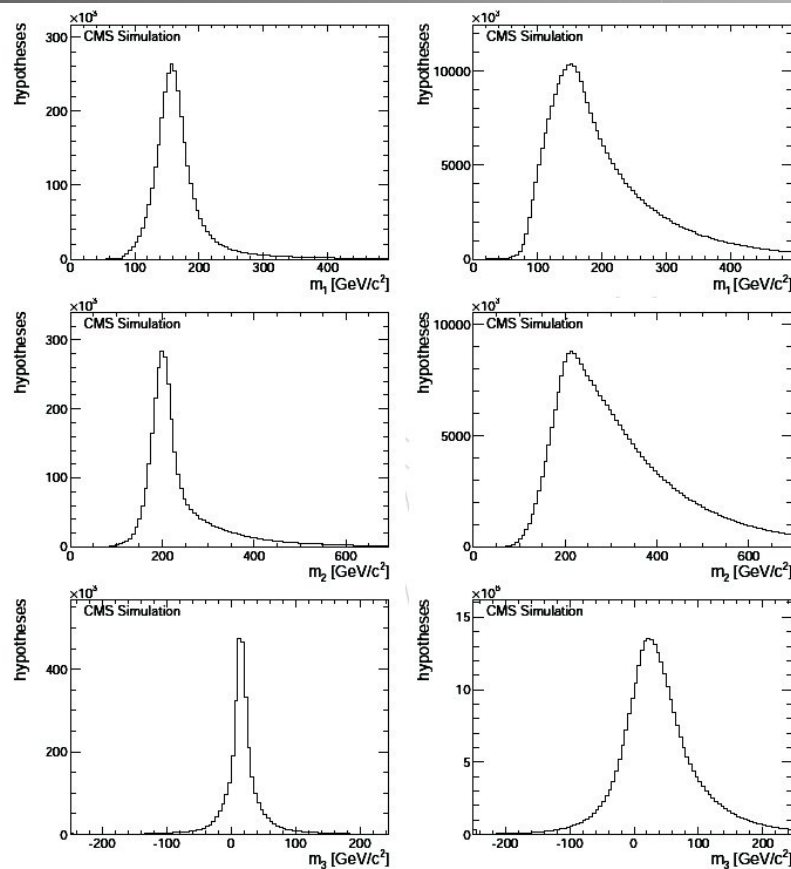 ×10³
300
CMS Simulation
hypotheses
200
100
0
0 100 200 300 400
m₁ [GeV/c²]
×10³
CMS Simulation
hypotheses
10000
5000
0
0 100 200 300 400
m₁ [GeV/c²]
×10³
CMS Simulation
hypotheses
300
200
100
0
0 200 400 600
m₂ [GeV/c²]
×10³
CMS Simulation
hypotheses
10000
5000
0
0 200 400 600
m₂ [GeV/c²]
×10³
CMS Simulation
hypotheses
400
200
0
-200 -100 0 100 200
m₃ [GeV/c²]
CMS Simulation
hypotheses
15
10
5
0
-200 -100 0 100 200
m₃ [GeV/c²]